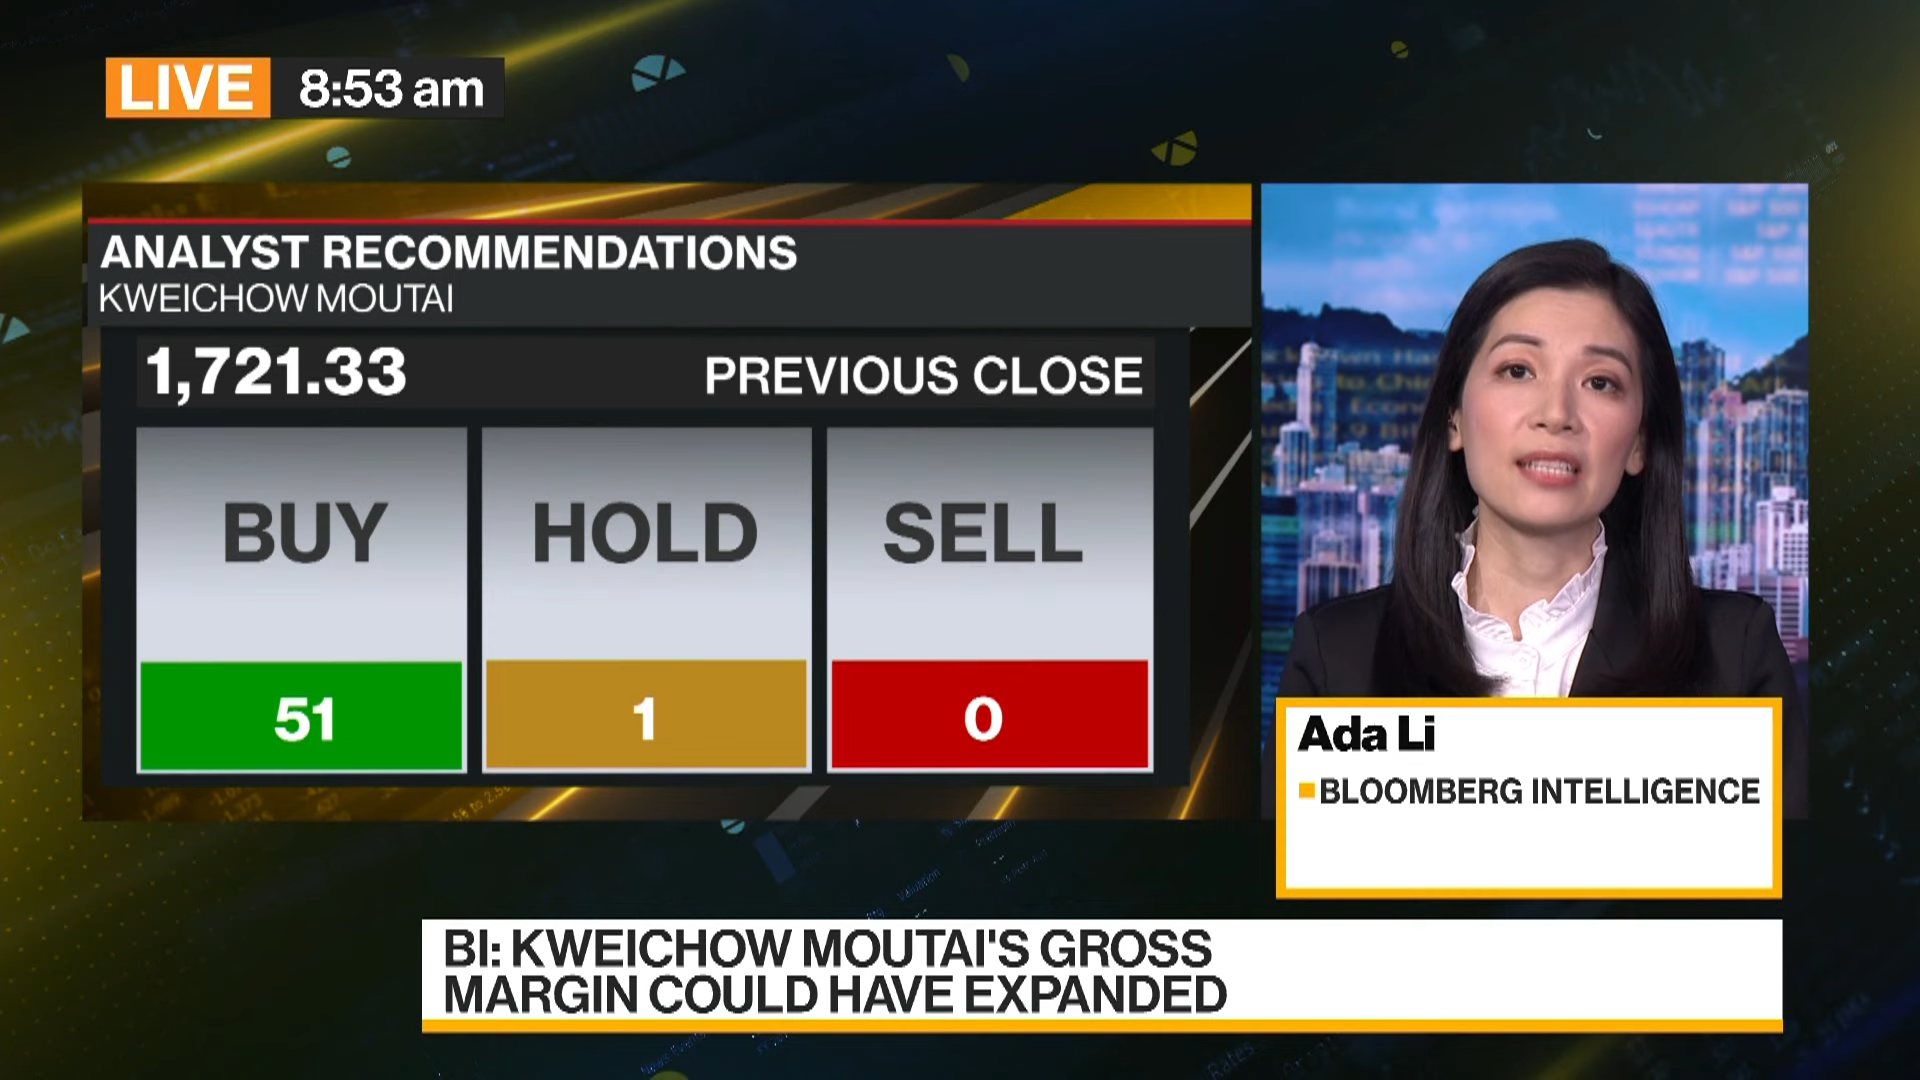 LIVE 8:53 am
ANALYST RECOMMENDATIONS
KWEICHOW MOUTAI
1,721.33 PREVIOUS CLOSE
BUY HOLD SELL
51 1 0
Ada Li
BLOOMBERG INTELLIGENCE
BI: KWEICHOW MOUTAI'S GROSS
MARGIN COULD HAVE EXPANDED